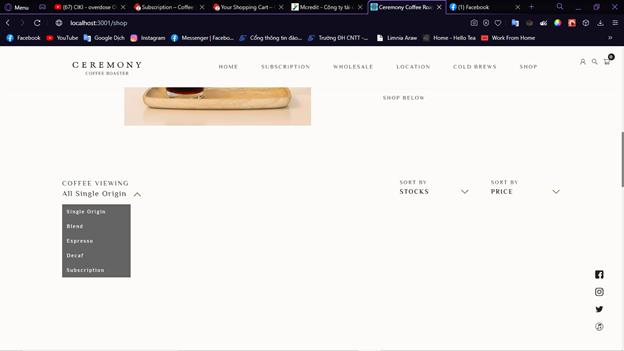 Menu
(67) CIKI - overdose C
Subscription – Coffee
Your Shopping Cart –
Mcredit - Công ty tài
Ceremony Coffee Roa
(1) Facebook
localhost:3001/shop
Facebook
YouTube
Google Dịch
Instagram
Messenger | Facebo...
Cổng thông tin đào...
Trường ĐH CNTT -...
Limnia Araw
Home - Hello Tea
Work From Home
CEREMONY
COFFEE ROASTER
HOME
SUBSCRIPTION
WHOLESALE
LOCATION
COLD BREWS
SHOP
0
SHOP BELOW
COFFEE VIEWING
All Single Origin
SORT BY
STOCKS
SORT BY
PRICE
Single Origin
Blend
Espresso
Decaf
Subscription